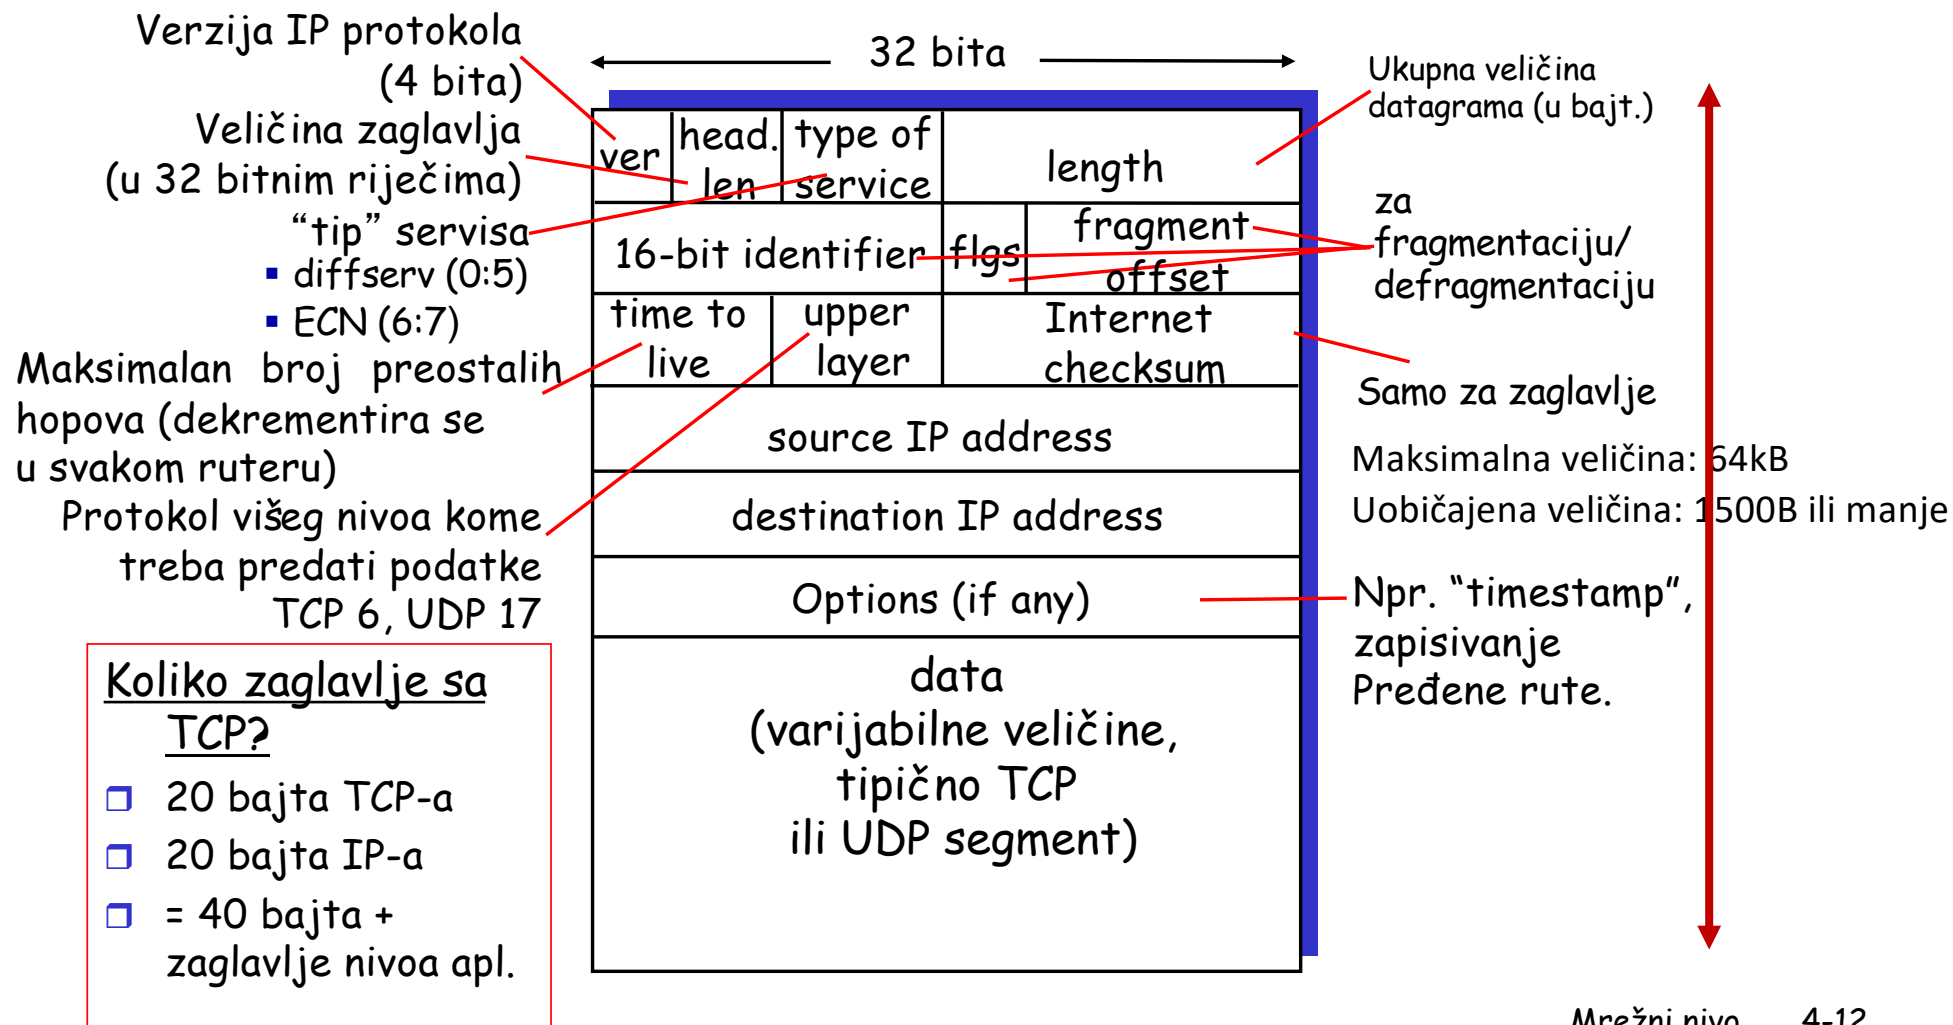 Verzija IP protokola
(4 bita)
Veličina zaglavlja
(u 32 bitnim riječima)
“tip” servisa
▪ diffserv (0:5)
▪ ECN (6:7)
Maksimalan broj preostalih
hopova (dekrementira se
u svakom ruteru)
Protokol višeg nivoa kome
treba predati podatke
TCP 6, UDP 17
Koliko zaglavlje sa
TCP?
❒ 20 bajta TCP-a
❒ 20 bajta IP-a
❒ = 40 bajta +
zaglavlje nivoa apl.
32 bita
ver
head.
len
type of
service
length
16-bit identifier
flgs
fragment
offset
time to
live
upper
layer
Internet
checksum
source IP address
destination IP address
Options (if any)
data
(varijabilne veličine,
tipično TCP
ili UDP segment)
Ukupna veličina
datagrama (u bajt.)
za
fragmentaciju/
defragmentaciju
Samo za zaglavlje
Maksimalna veličina: 64kB
Uobičajena veličina: 1500B ili manje
Npr. “timestamp”,
zapisivanje
Pređene rute.
Mrežni nivo 4-12